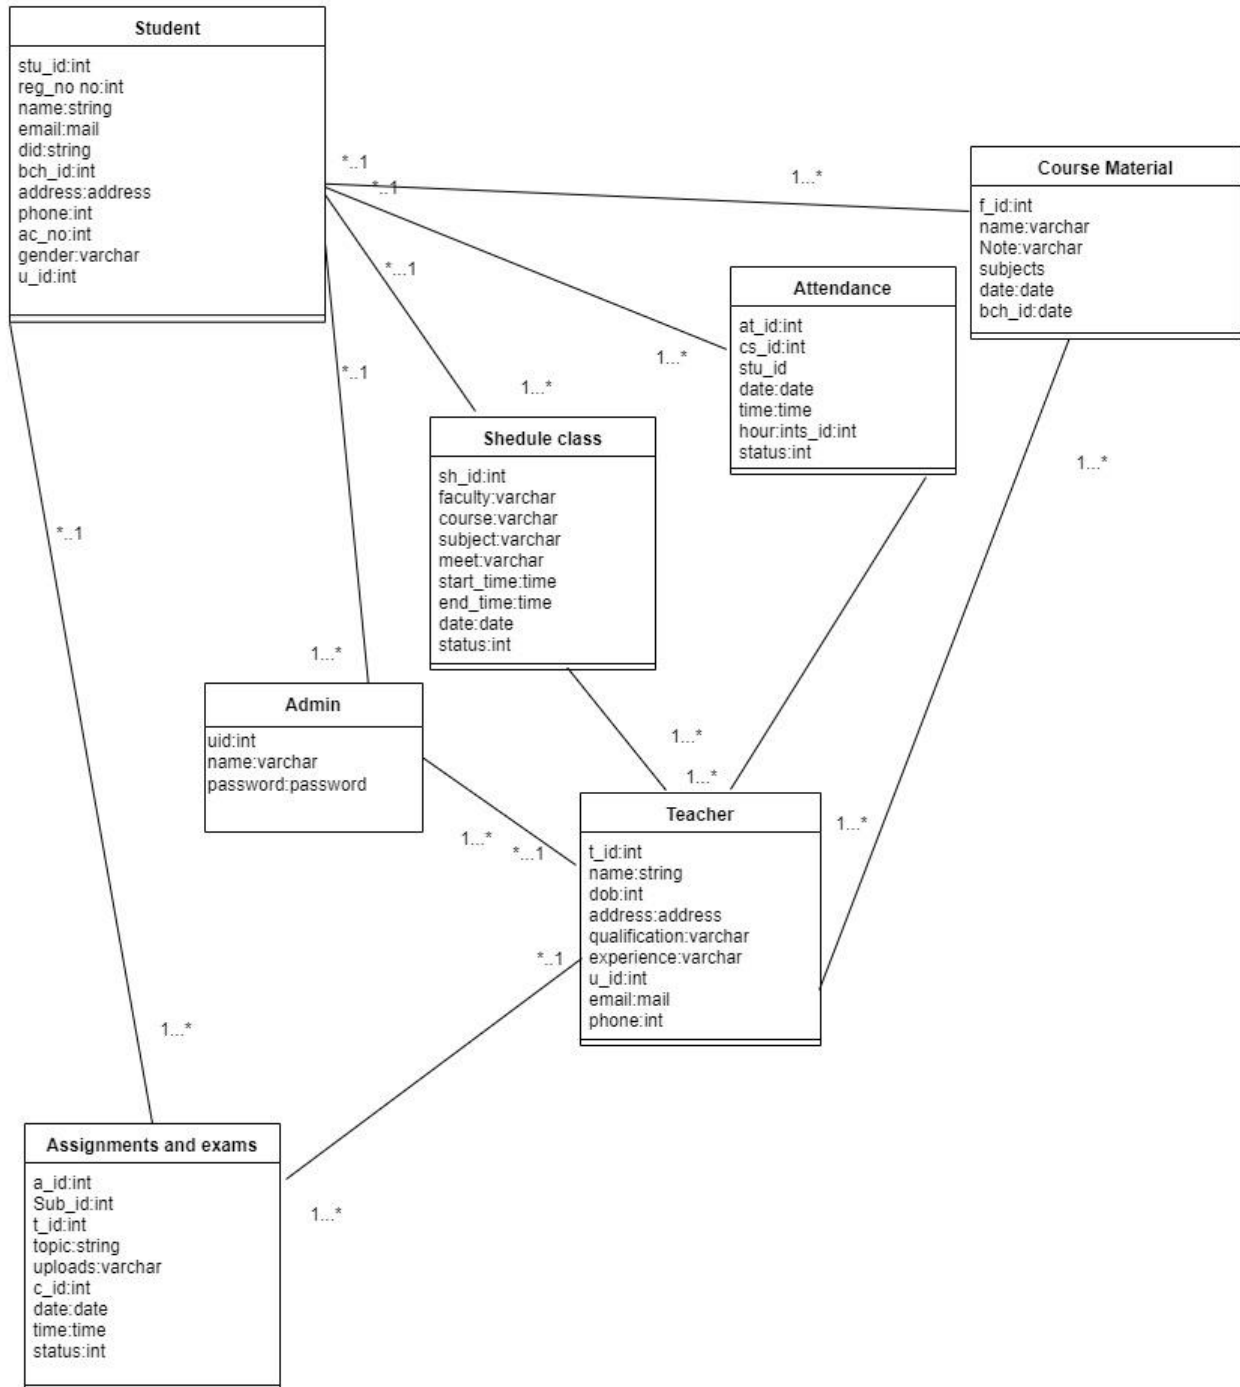 Student
stu_id:int
reg_no no:int
name:string
email:mail
did:string
bch_id:int
address:address
phone:int
ac_no:int
gender:varchar
u_id:int
*..1
*..1
1...*
*...1
*..1
*..1
Course Material
f_id:int
name:varchar
Note:varchar
subjects
date:date
bch_id:date
Attendance
at_id:int
cs_id:int
stu_id
date:date
time:time
hour:ints_id:int
status:int
1...*
1...*
1...*
Shedule class
sh_id:int
faculty:varchar
course:varchar
subject:varchar
meet:varchar
start_time:time
end_time:time
date:date
status:int
1...*
Admin
uid:int
name:varchar
password:password
1...*
1...*
1...*
*...1
1...*
Teacher
t_id:int
name:string
dob:int
address:address
qualification:varchar
experience:varchar
u_id:int
email:mail
phone:int
*..1
1...*
Assignments and exams
a_id:int
Sub_id:int
t_id:int
topic:string
uploads:varchar
c_id:int
date:date
time:time
status:int
1...*